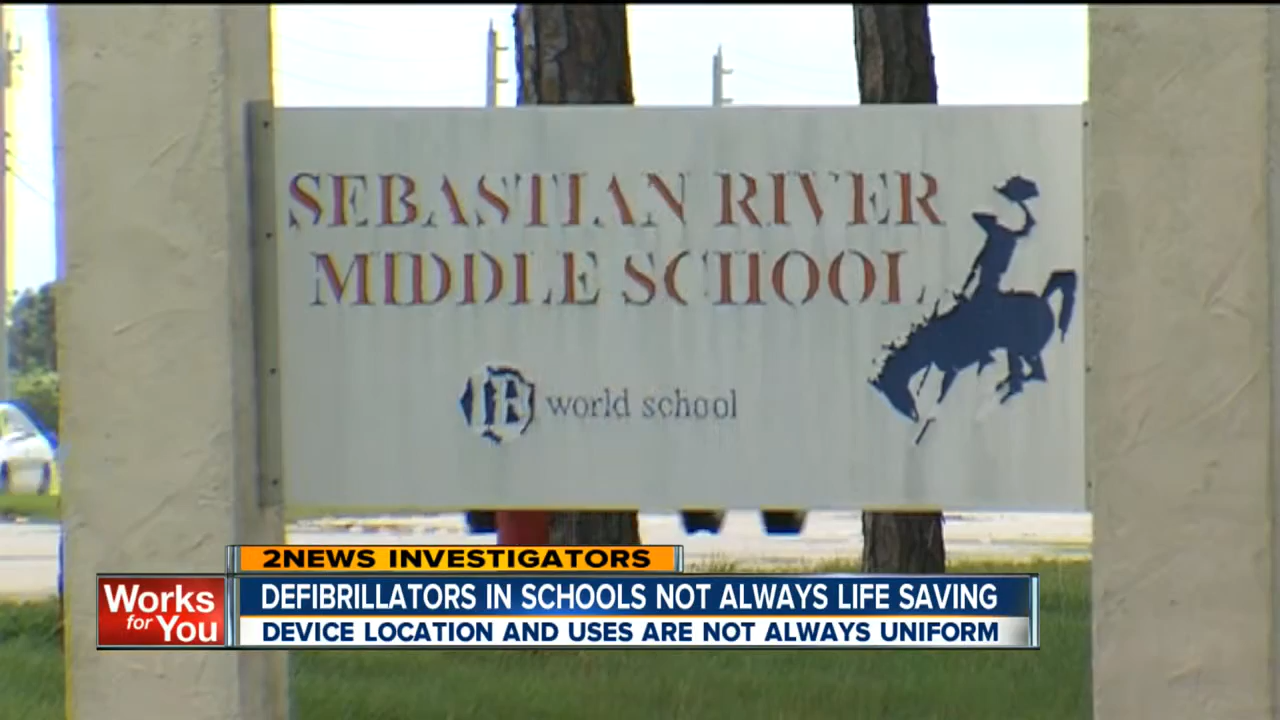 SEBASTIAN RIVER
MIDDLE SCHOOL
world school
2NEWS INVESTIGATORS
Works
for You
DEFIBRILLATORS IN SCHOOLS NOT ALWAYS LIFE SAVING
DEVICE LOCATION AND USES ARE NOT ALWAYS UNIFORM